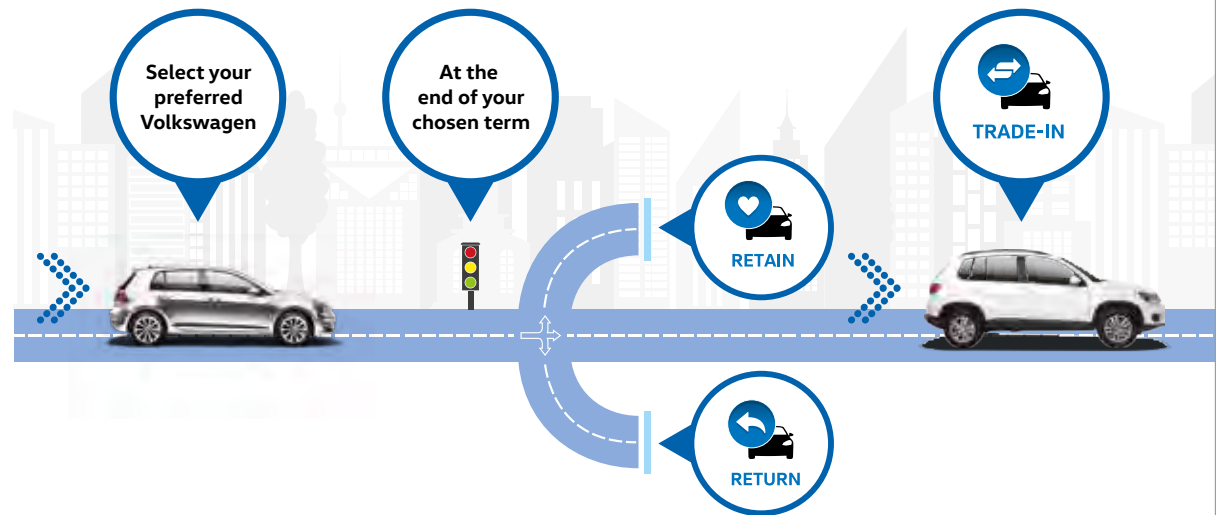 Select your
preferred
Volkswagen
At the
end of your
chosen term
RETAIN
RETURN
TRADE-IN